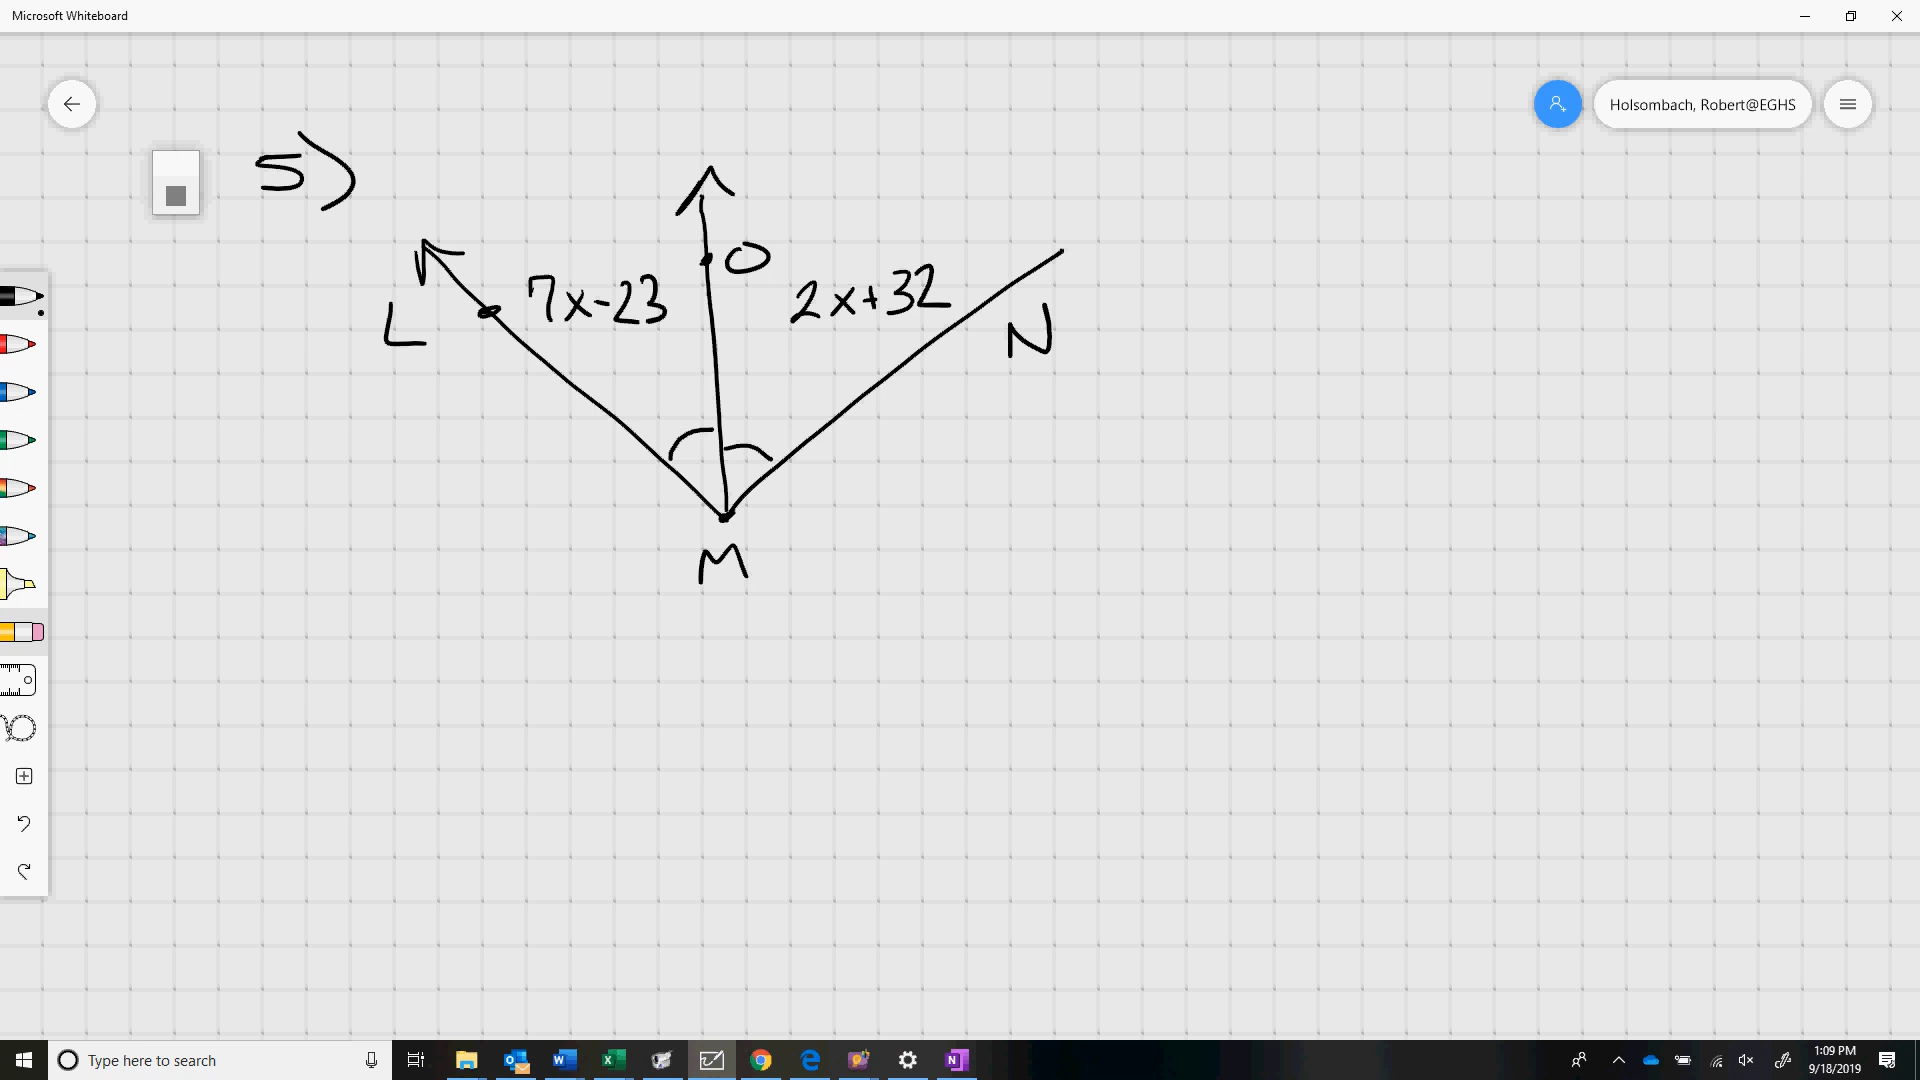 Microsoft Whiteboard
Holsombach, Robert@EGHS
5)
O
7x-23
2x+32
L
N
M
Type here to search
1:09 PM
9/18/2019